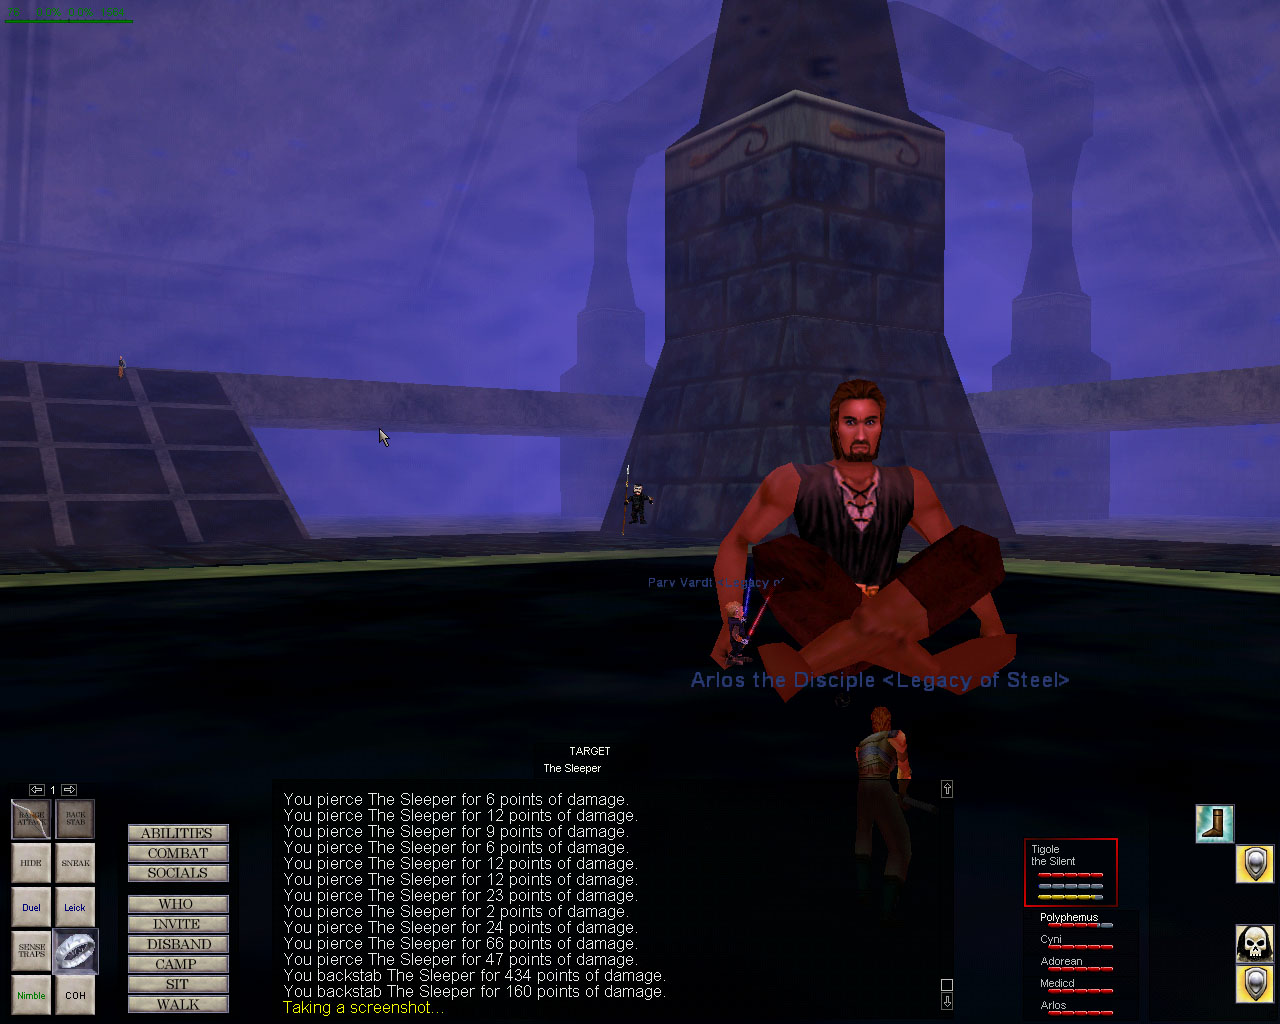 Parv Vardt <Legacy of
Arlos the Disciple <Legacy of Steel>
TARGET
The Sleeper
1
RANGE ATTACK
BACK STAB
HIDE
SNEAK
Duel
Leick
SENSE TRAPS
Nimble
COH
ABILITIES
COMBAT
SOCIALS
WHO
INVITE
DISBAND
CAMP
SIT
WALK
You pierce The Sleeper for 6 points of damage.
You pierce The Sleeper for 12 points of damage.
You pierce The Sleeper for 9 points of damage.
You pierce The Sleeper for 6 points of damage.
You pierce The Sleeper for 12 points of damage.
You pierce The Sleeper for 12 points of damage.
You pierce The Sleeper for 23 points of damage.
You pierce The Sleeper for 2 points of damage.
You pierce The Sleeper for 24 points of damage.
You pierce The Sleeper for 66 points of damage.
You pierce The Sleeper for 47 points of damage.
You backstab The Sleeper for 434 points of damage.
You backstab The Sleeper for 160 points of damage.
Taking a screenshot...
Tigole
the Silent
Polyphemus
Cyni
Adorean
Medicd
Arlos